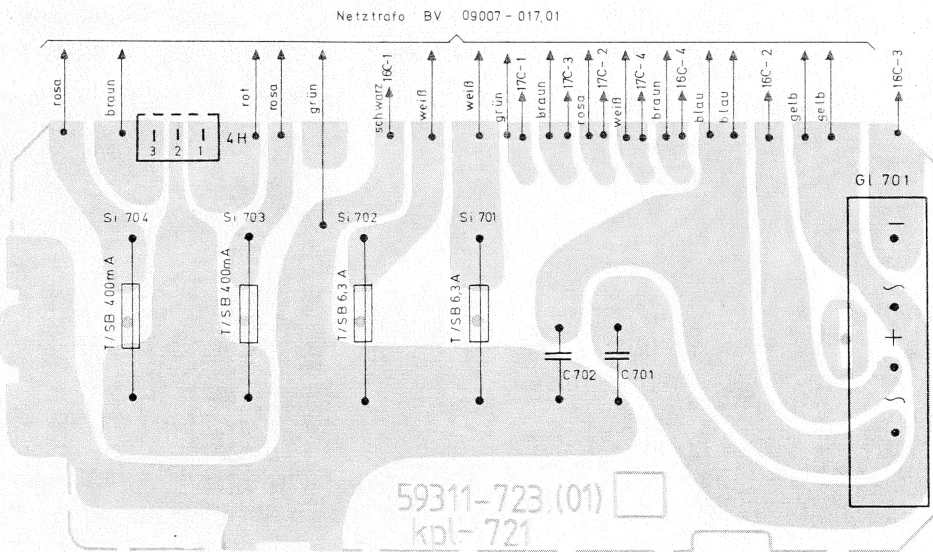 Netztrafo BV 09007-017,01
rosa
braun
rot
rosa
grün
schwarz
16C-1
weiß
weiß
grün
17C-1
braun
17C-3
rosa
17C-2
weiß
17C-4
braun
16C-4
blau
blau
16C-2
gelb
gelb
16C-3
3 2 1
4H
Gl 701
Si 704
Si 703
Si 702
Si 701
T/SB 400mA
T/SB 400mA
T/SB 6,3A
T/SB 6,3A
C702
C701
59311-723.(01)
kpl-721